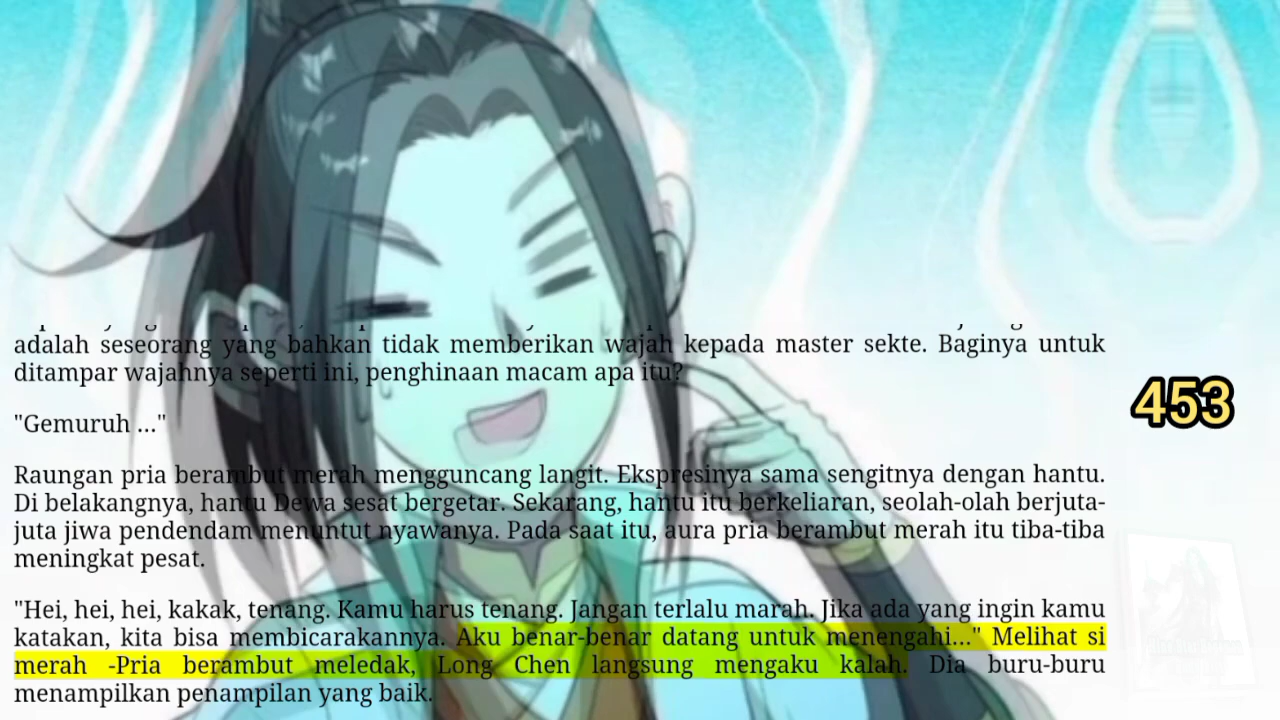 adalah seseorang yang bahkan tidak memberikan wajah kepada master sekte. Baginya untuk
ditampar wajahnya seperti ini, penghinaan macam apa itu?
"Gemuruh ..."
Raungan pria berambut merah mengguncang langit. Ekspresinya sama sengitnya dengan hantu.
Di belakangnya, hantu Dewa sesat bergetar. Sekarang, hantu itu berkeliaran, seolah-olah berjuta-
juta jiwa pendendam menuntut nyawanya. Pada saat itu, aura pria berambut merah itu tiba-tiba
meningkat pesat.
"Hei, hei, hei, kakak, tenang. Kamu harus tenang. Jangan terlalu marah. Jika ada yang ingin kamu
katakan, kita bisa membicarakannya. Aku benar-benar datang untuk menengahi..." Melihat si
merah -Pria berambut meledak, Long Chen langsung mengaku kalah. Dia buru-buru
menampilkan penampilan yang baik.
453